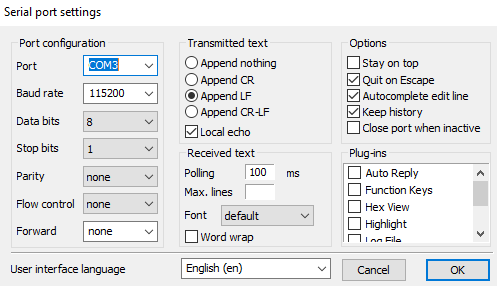 Serial port settings
Port configuration
Port COM3
Baud rate 115200
Data bits 8
Stop bits 1
Parity none
Flow control none
Forward none
Transmitted text
Append nothing
Append CR
Append LF
Append CR-LF
Local echo
Received text
Polling 100 ms
Max. lines
Font default
Word wrap
Options
Stay on top
Quit on Escape
Autocomplete edit line
Keep history
Close port when inactive
Plug-ins
Auto Reply
Function Keys
Hex View
Highlight
Log File
User interface language English (en) Cancel OK